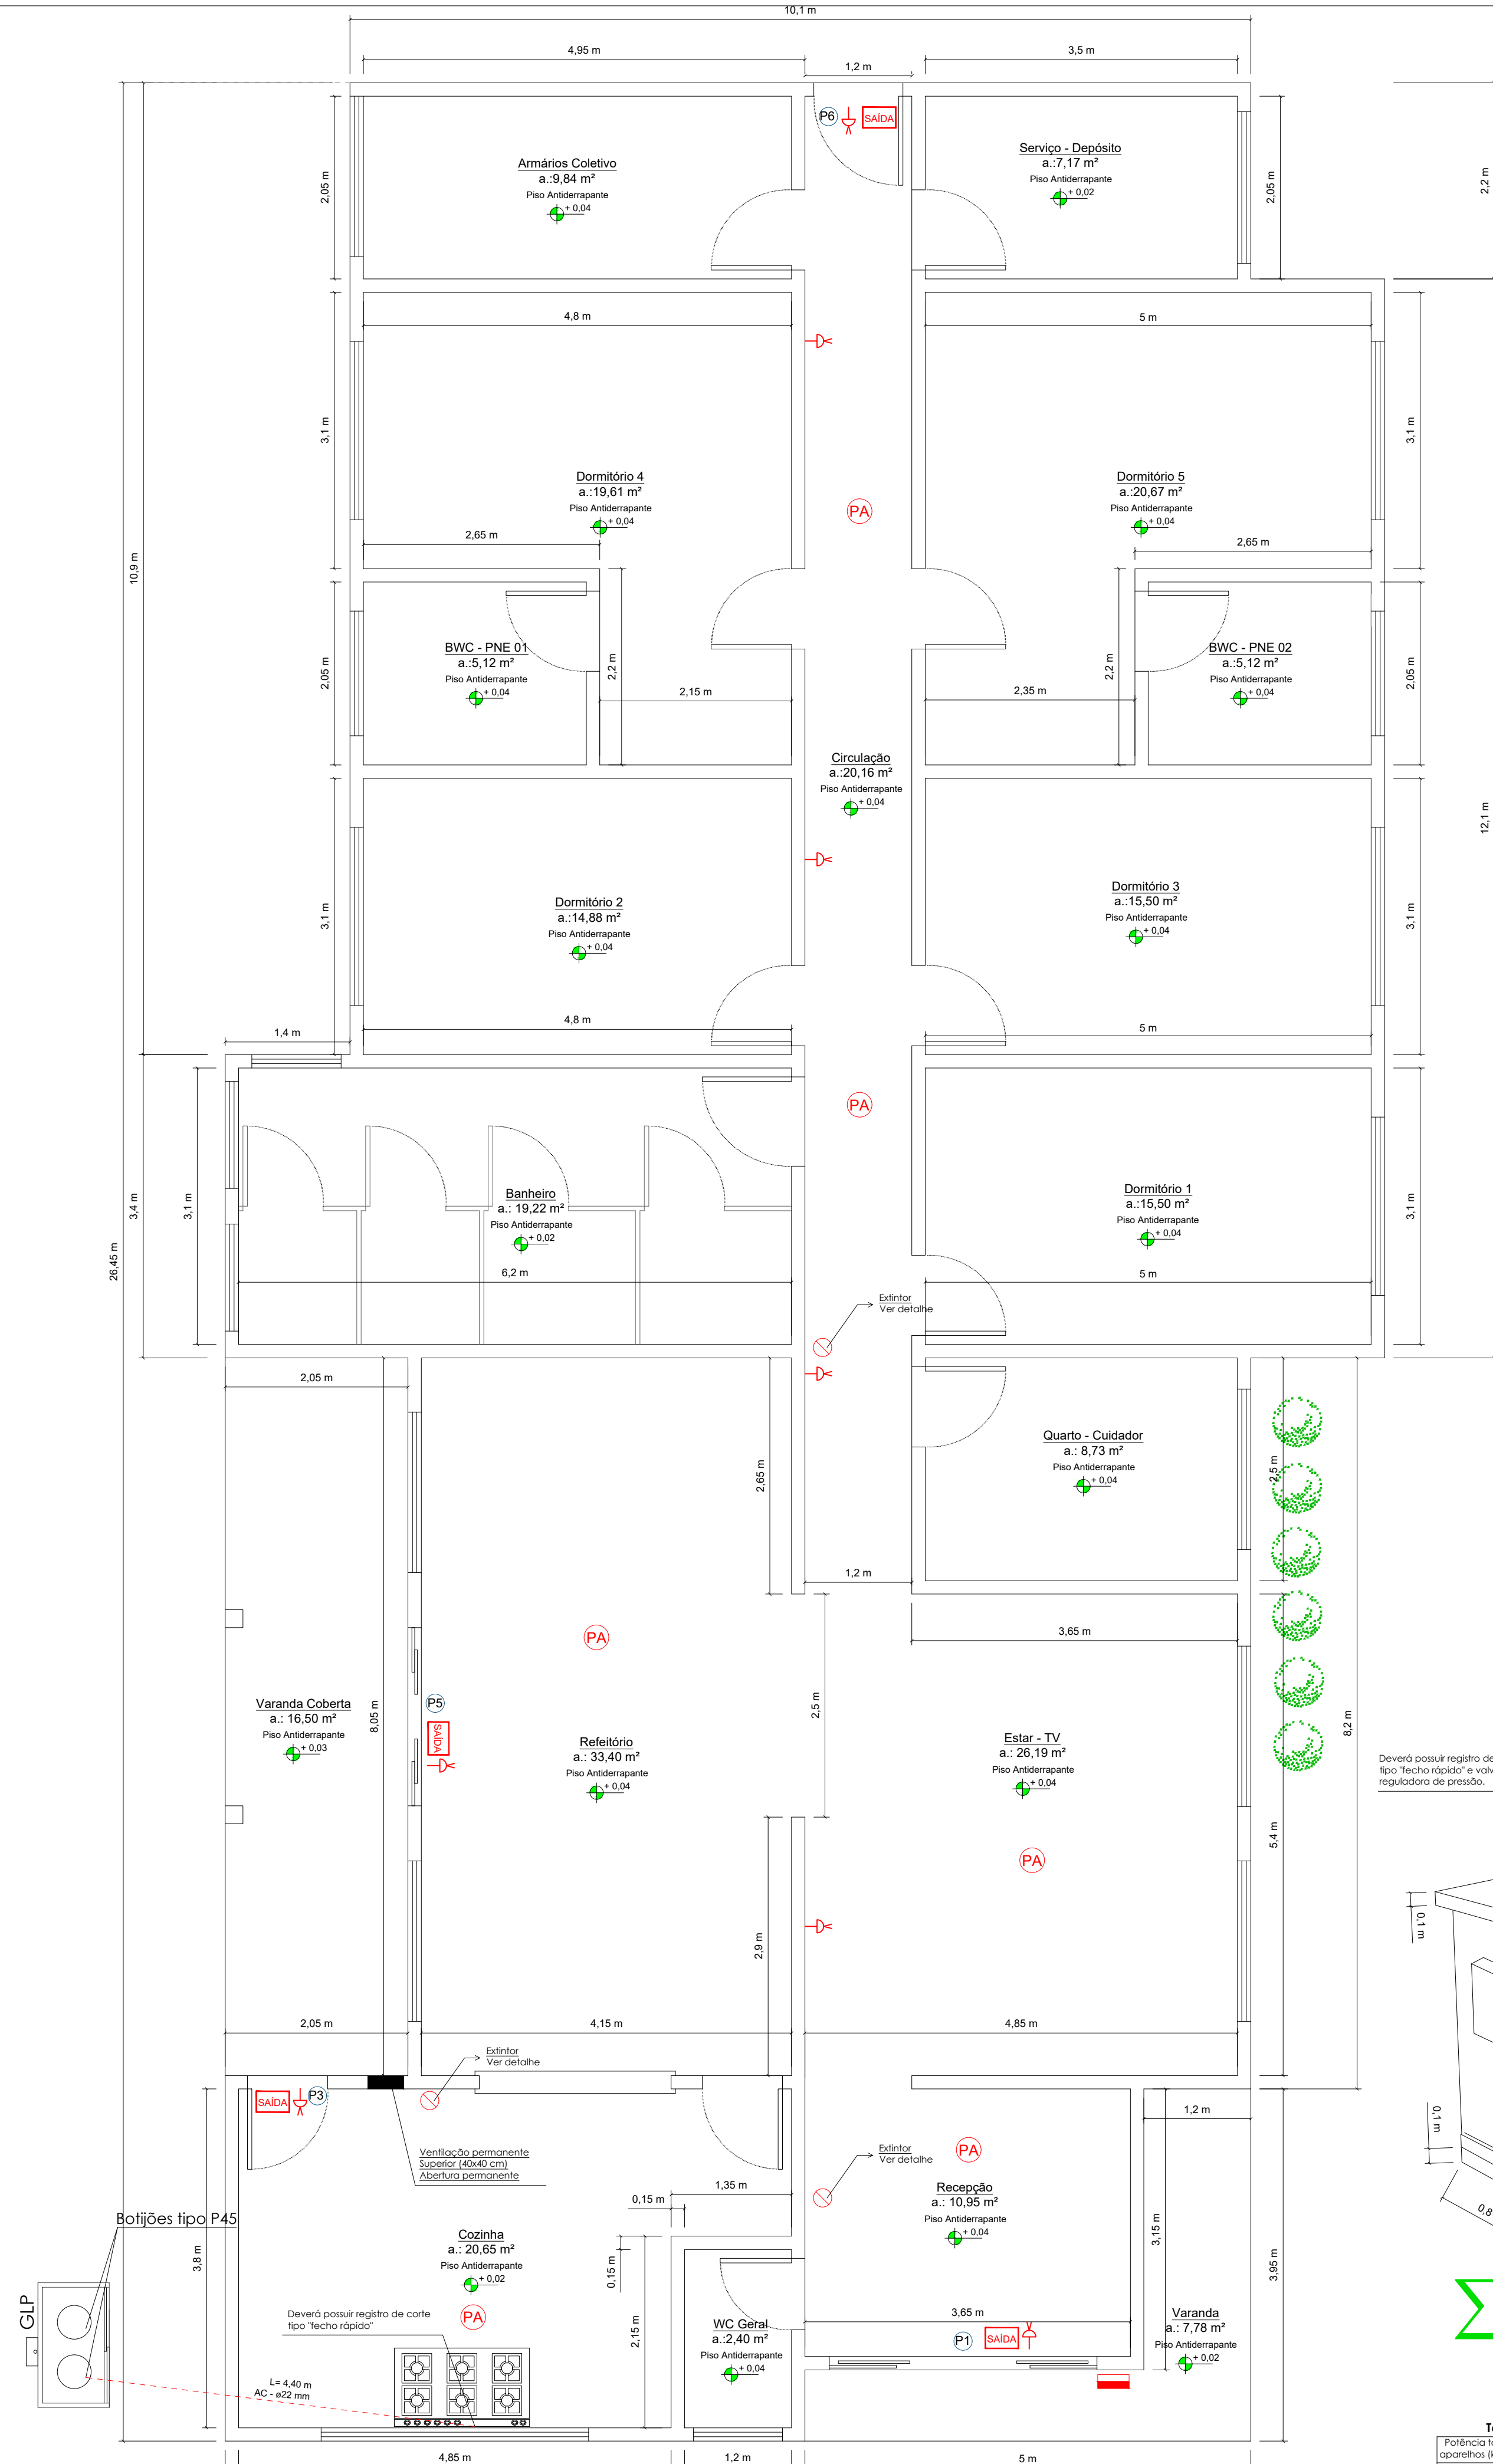 10,1 m
4,95 m
3,5 m
1,2 m
P6
SAÍDA
Armários Coletivo
a.:9,84 m²
Piso Antiderrapante
+ 0,04
Serviço - Depósito
a.:7,17 m²
Piso Antiderrapante
+ 0,02
2,05 m
2,05 m
2,2 m
4,8 m
5 m
3,1 m
3,1 m
Dormitório 4
a.:19,61 m²
Piso Antiderrapante
+ 0,04
PA
Dormitório 5
a.:20,67 m²
Piso Antiderrapante
+ 0,04
2,65 m
2,65 m
10,9 m
BWC - PNE 01
a.:5,12 m²
Piso Antiderrapante
+ 0,04
2,05 m
2,2 m
2,15 m
2,2 m
2,35 m
BWC - PNE 02
a.:5,12 m²
Piso Antiderrapante
+ 0,04
2,05 m
Circulação
a.:20,16 m²
Piso Antiderrapante
+ 0,04
12,1 m
Dormitório 2
a.:14,88 m²
Piso Antiderrapante
+ 0,04
3,1 m
Dormitório 3
a.:15,50 m²
Piso Antiderrapante
+ 0,04
3,1 m
4,8 m
5 m
1,4 m
PA
Banheiro
a.: 19,22 m²
Piso Antiderrapante
+ 0,02
3,4 m
3,1 m
6,2 m
26,45 m
Dormitório 1
a.:15,50 m²
Piso Antiderrapante
+ 0,04
3,1 m
5 m
Extintor
Ver detalhe
2,05 m
2,65 m
Quarto - Cuidador
a.: 8,73 m²
Piso Antiderrapante
+ 0,04
2,5 m
1,2 m
3,65 m
PA
Varanda Coberta
a.: 16,50 m²
Piso Antiderrapante
+ 0,03
8,05 m
P5
SAÍDA
Refeitório
a.: 33,40 m²
Piso Antiderrapante
+ 0,04
2,5 m
Estar - TV
a.: 26,19 m²
Piso Antiderrapante
+ 0,04
8,2 m
Deverá possuir registro de
tipo "fecho rápido" e valv
reguladora de pressão.
PA
5,4 m
0,1 m
2,9 m
2,05 m
4,15 m
4,85 m
Extintor
Ver detalhe
SAÍDA
P3
Ventilação permanente
Superior (40x40 cm)
Abertura permanente
1,2 m
0,1 m
PA
Extintor
Ver detalhe
1,35 m
0,15 m
Recepção
a.: 10,95 m²
Piso Antiderrapante
+ 0,04
3,15 m
0,8
Botijões tipo P45
Cozinha
a.: 20,65 m²
Piso Antiderrapante
+ 0,02
3,8 m
0,15 m
3,95 m
GLP
Deverá possuir registro de corte
tipo "fecho rápido"
PA
2,15 m
WC Geral
a.:2,40 m²
Piso Antiderrapante
+ 0,04
3,65 m
P1
SAÍDA
Varanda
a.: 7,78 m²
Piso Antiderrapante
+ 0,02
L= 4,40 m
AC - ø22 mm
4,85 m
1,2 m
5 m